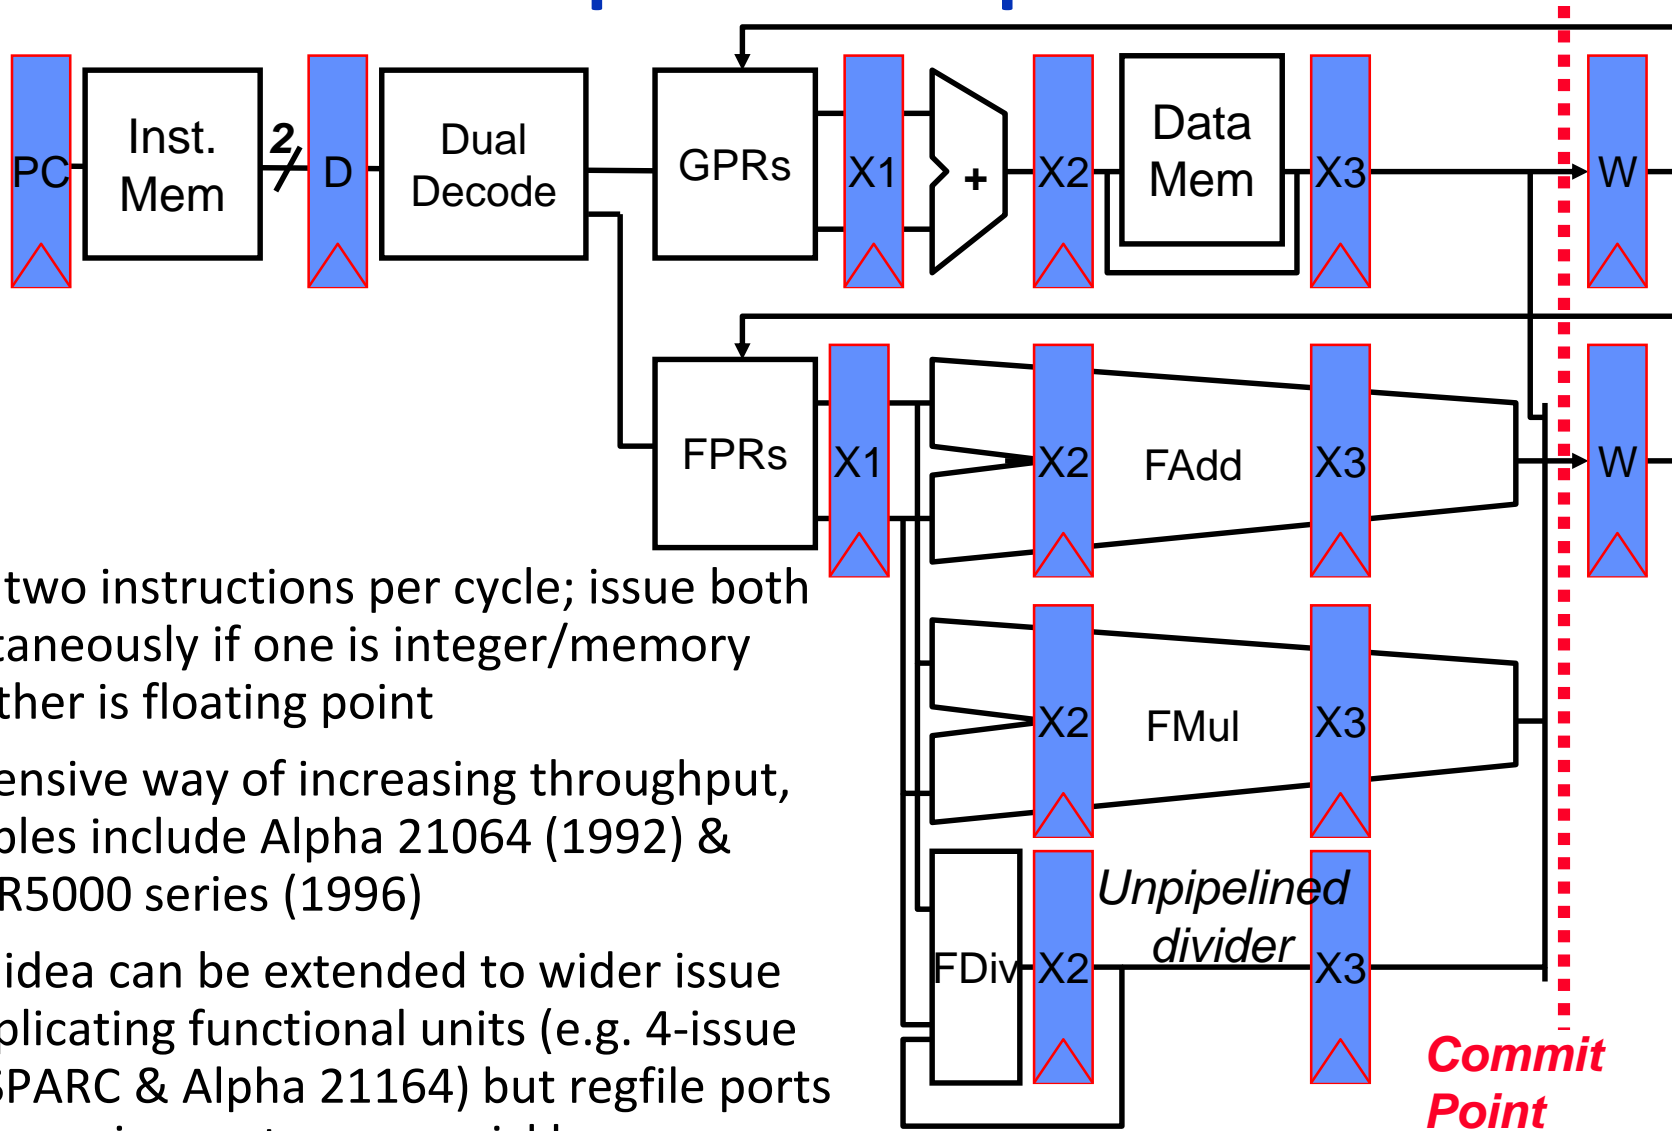 PC
Inst.
Mem
2
D
Dual
Decode
GPRs
X1
+
X2
Data
Mem
X3
W
FPRs
X1
X2
FAdd
X3
W
two instructions per cycle; issue both
taneously if one is integer/memory
ther is floating point
X2
FMul
X3
ensive way of increasing throughput,
ples include Alpha 21064 (1992) &
R5000 series (1996)
FDiv
X2
Unpipelined
divider
X3
idea can be extended to wider issue
plicating functional units (e.g. 4-issue
SPARC & Alpha 21164) but regfile ports
Commit
Point